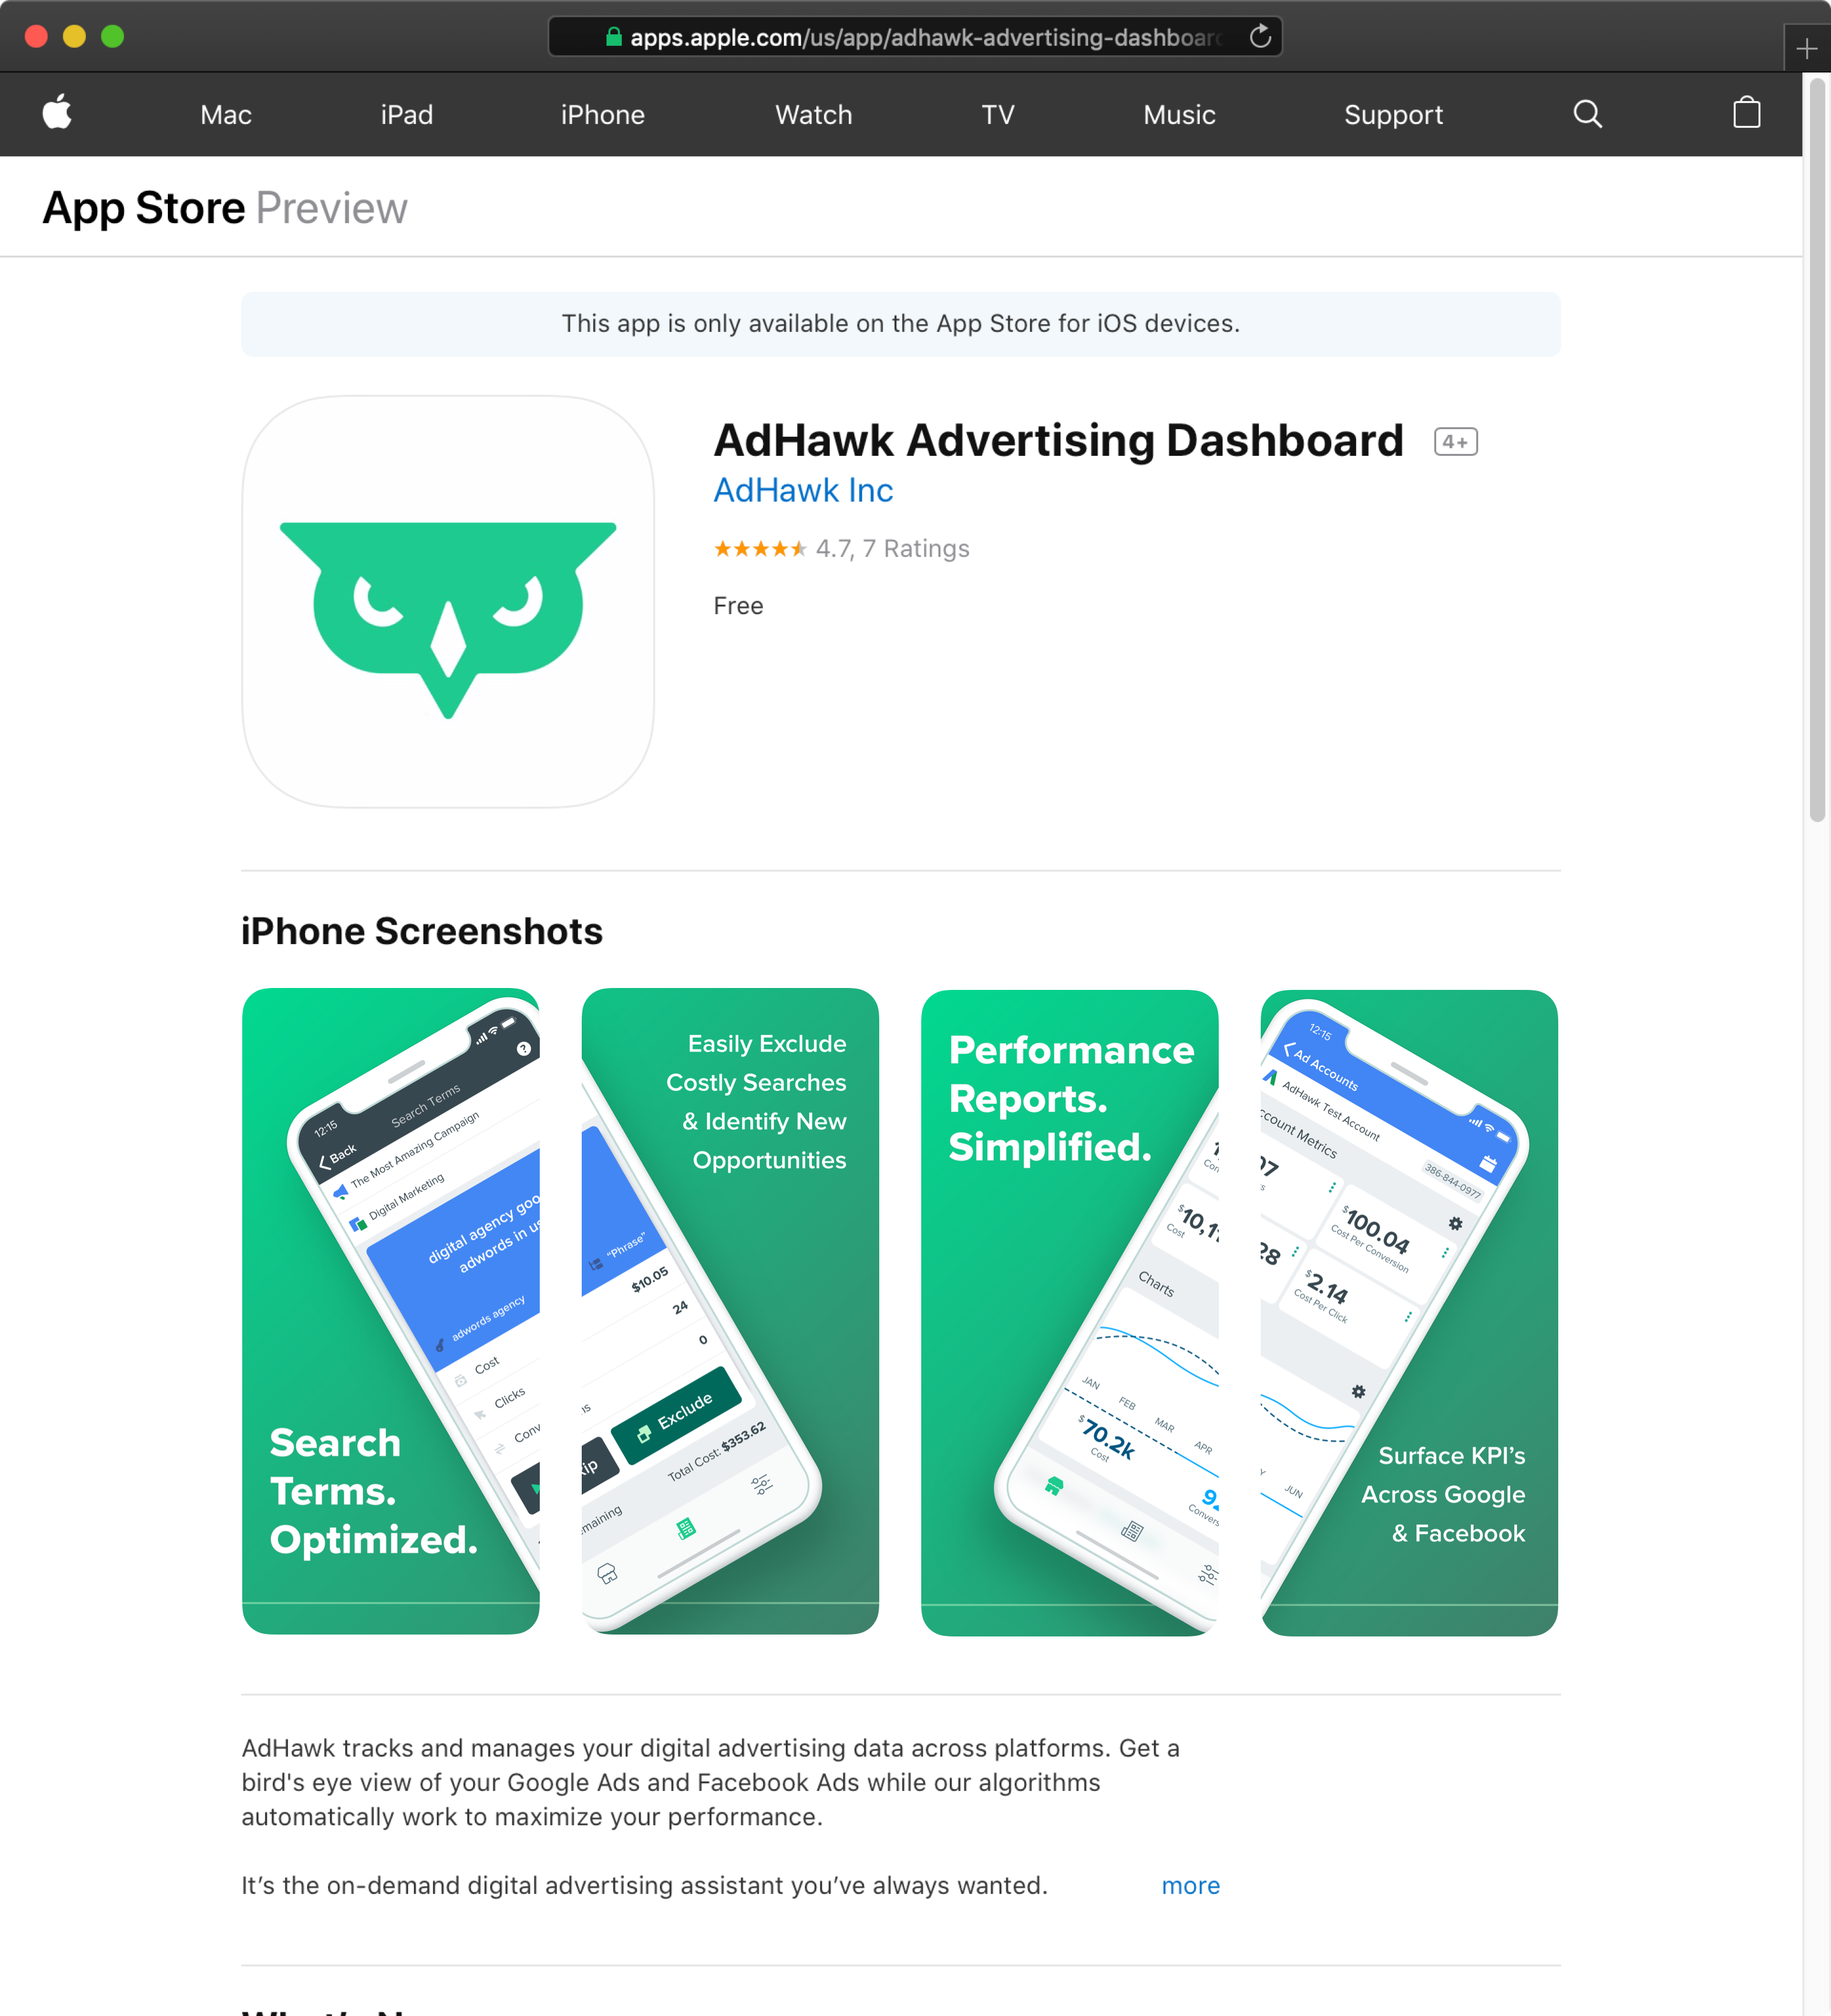 apps.apple.com/us/app/adhawk-advertising-dashboar
Mac iPad iPhone Watch TV Music Support
App Store Preview
This app is only available on the App Store for iOS devices.
AdHawk Advertising Dashboard 4+
AdHawk Inc
4.7, 7 Ratings
Free
iPhone Screenshots
12:15
Back
Search Terms
The Most Amazing Campaign
Digital Marketing
digital agency goo
adwords in us
adwords agency
Cost
Clicks
Conv
Search
Terms.
Optimized.
Easily Exclude
Costly Searches
& Identify New
Opportunities
"Phrase"
$10.05
24
0
Exclude
Total Cost: $353.62
Performance
Reports.
Simplified.
Con
$10,1
Cost
Charts
JAN FEB MAR APR
$70.2k
Cost
Convers
12:15
Ad Accounts
AdHawk Test Account
386-844-0977
ccount Metrics
$100.04
Cost Per Conversion
$2.14
Cost Per Click
JUN
Surface KPI’s
Across Google
& Facebook
AdHawk tracks and manages your digital advertising data across platforms. Get a
bird's eye view of your Google Ads and Facebook Ads while our algorithms
automatically work to maximize your performance.
It’s the on-demand digital advertising assistant you’ve always wanted. more